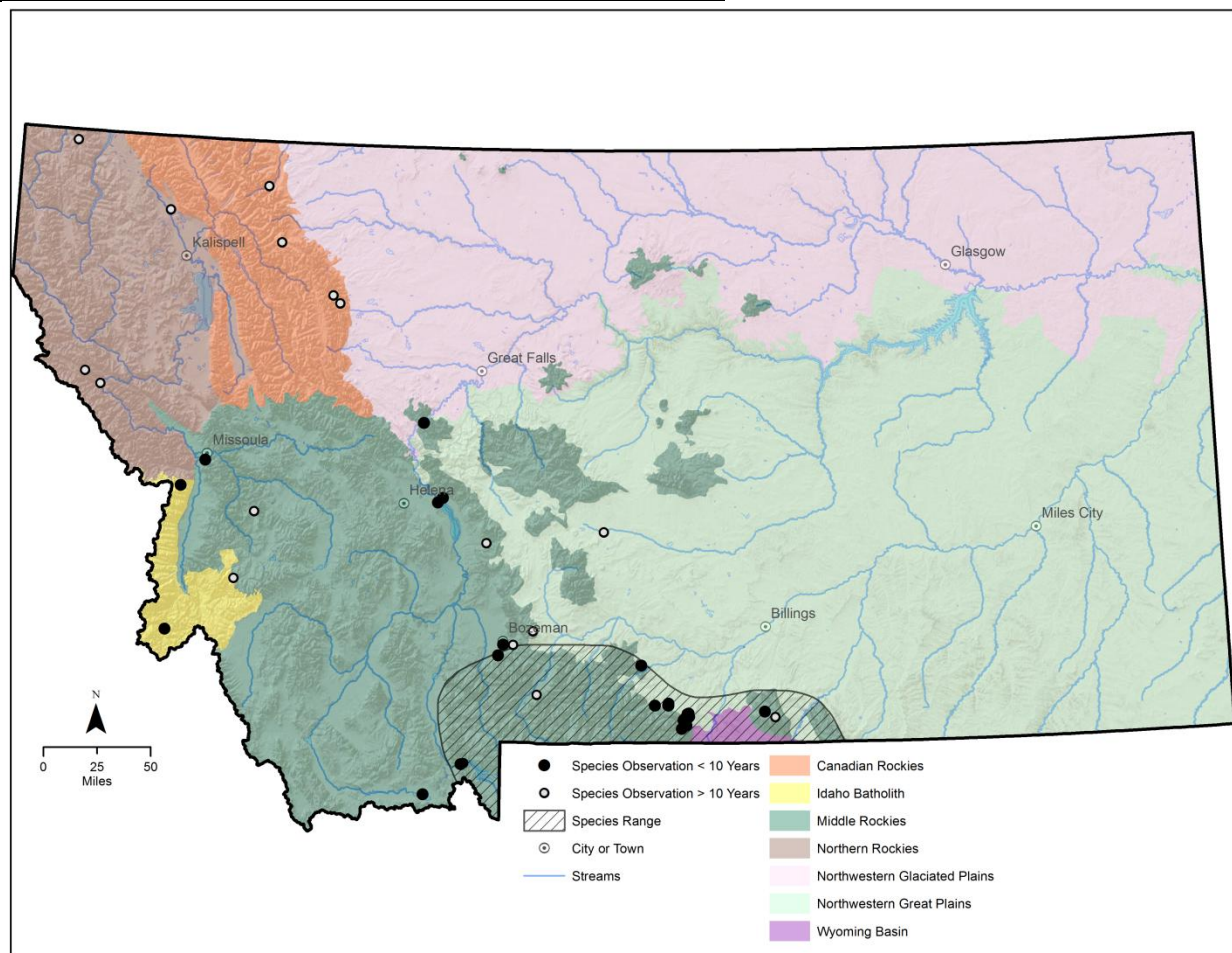 Kalispell
Glasgow
Great Falls
Missoula
Helena
Miles City
Billings
Bozeman
N
0 25 50
Miles
Species Observation < 10 Years
Species Observation > 10 Years
Species Range
City or Town
Streams
Canadian Rockies
Idaho Batholith
Middle Rockies
Northern Rockies
Northwestern Glaciated Plains
Northwestern Great Plains
Wyoming Basin